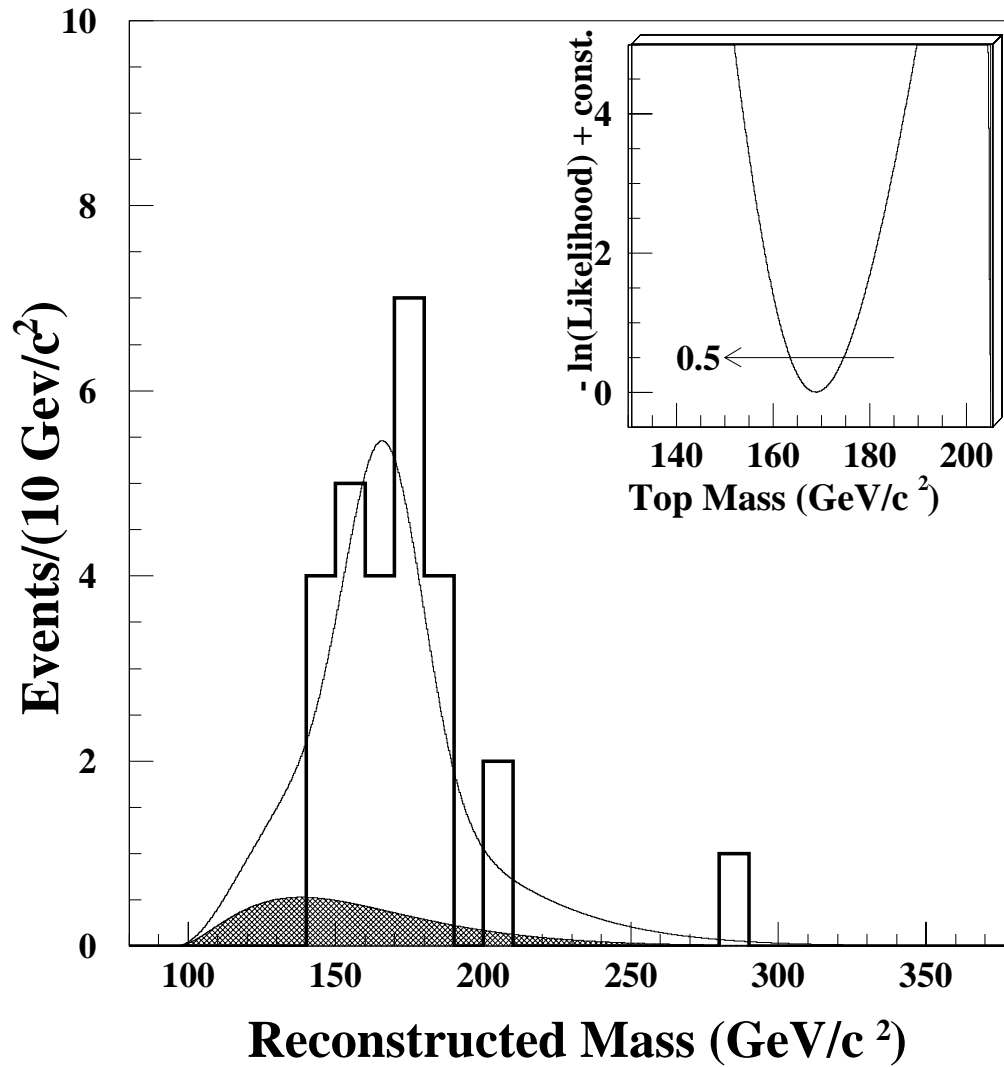 Events/(10 Gev/c²)
10
8
6
4
2
0
100 150 200 250 300 350
Reconstructed Mass (GeV/c ²)
- ln(Likelihood) + const.
4
2
0.5
0
140 160 180 200
Top Mass (GeV/c ²)